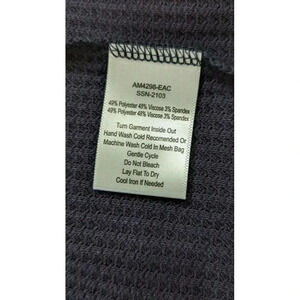 AM4298-EAC
SSN-2103
49% Polyester 48% Viscose 3% Spandex
49% Polyester 48% Viscose 3% Spandex
Turn Garment Inside Out
Hand Wash Cold Recomended Or
Machine Wash Cold In Mesh Bag
Gentle Cycle
Do Not Bleach
Lay Flat To Dry
Cool Iron If Needed